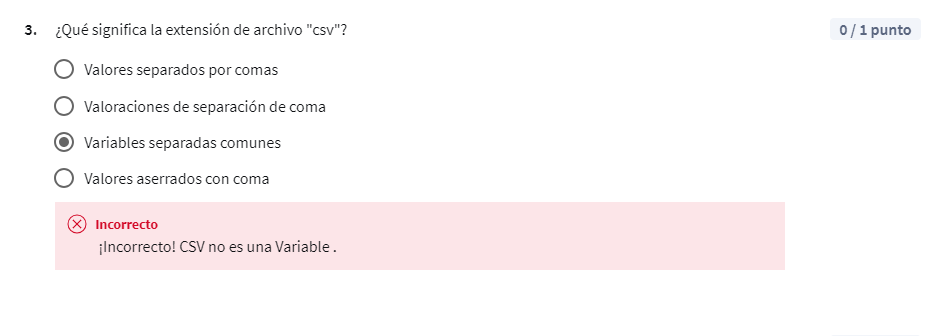 3. ¿Qué significa la extensión de archivo "csv"?
0 / 1 punto
Valores separados por comas
Valoraciones de separación de coma
Variables separadas comunes
Valores aserrados con coma
Incorrecto
¡Incorrecto! CSV no es una Variable .